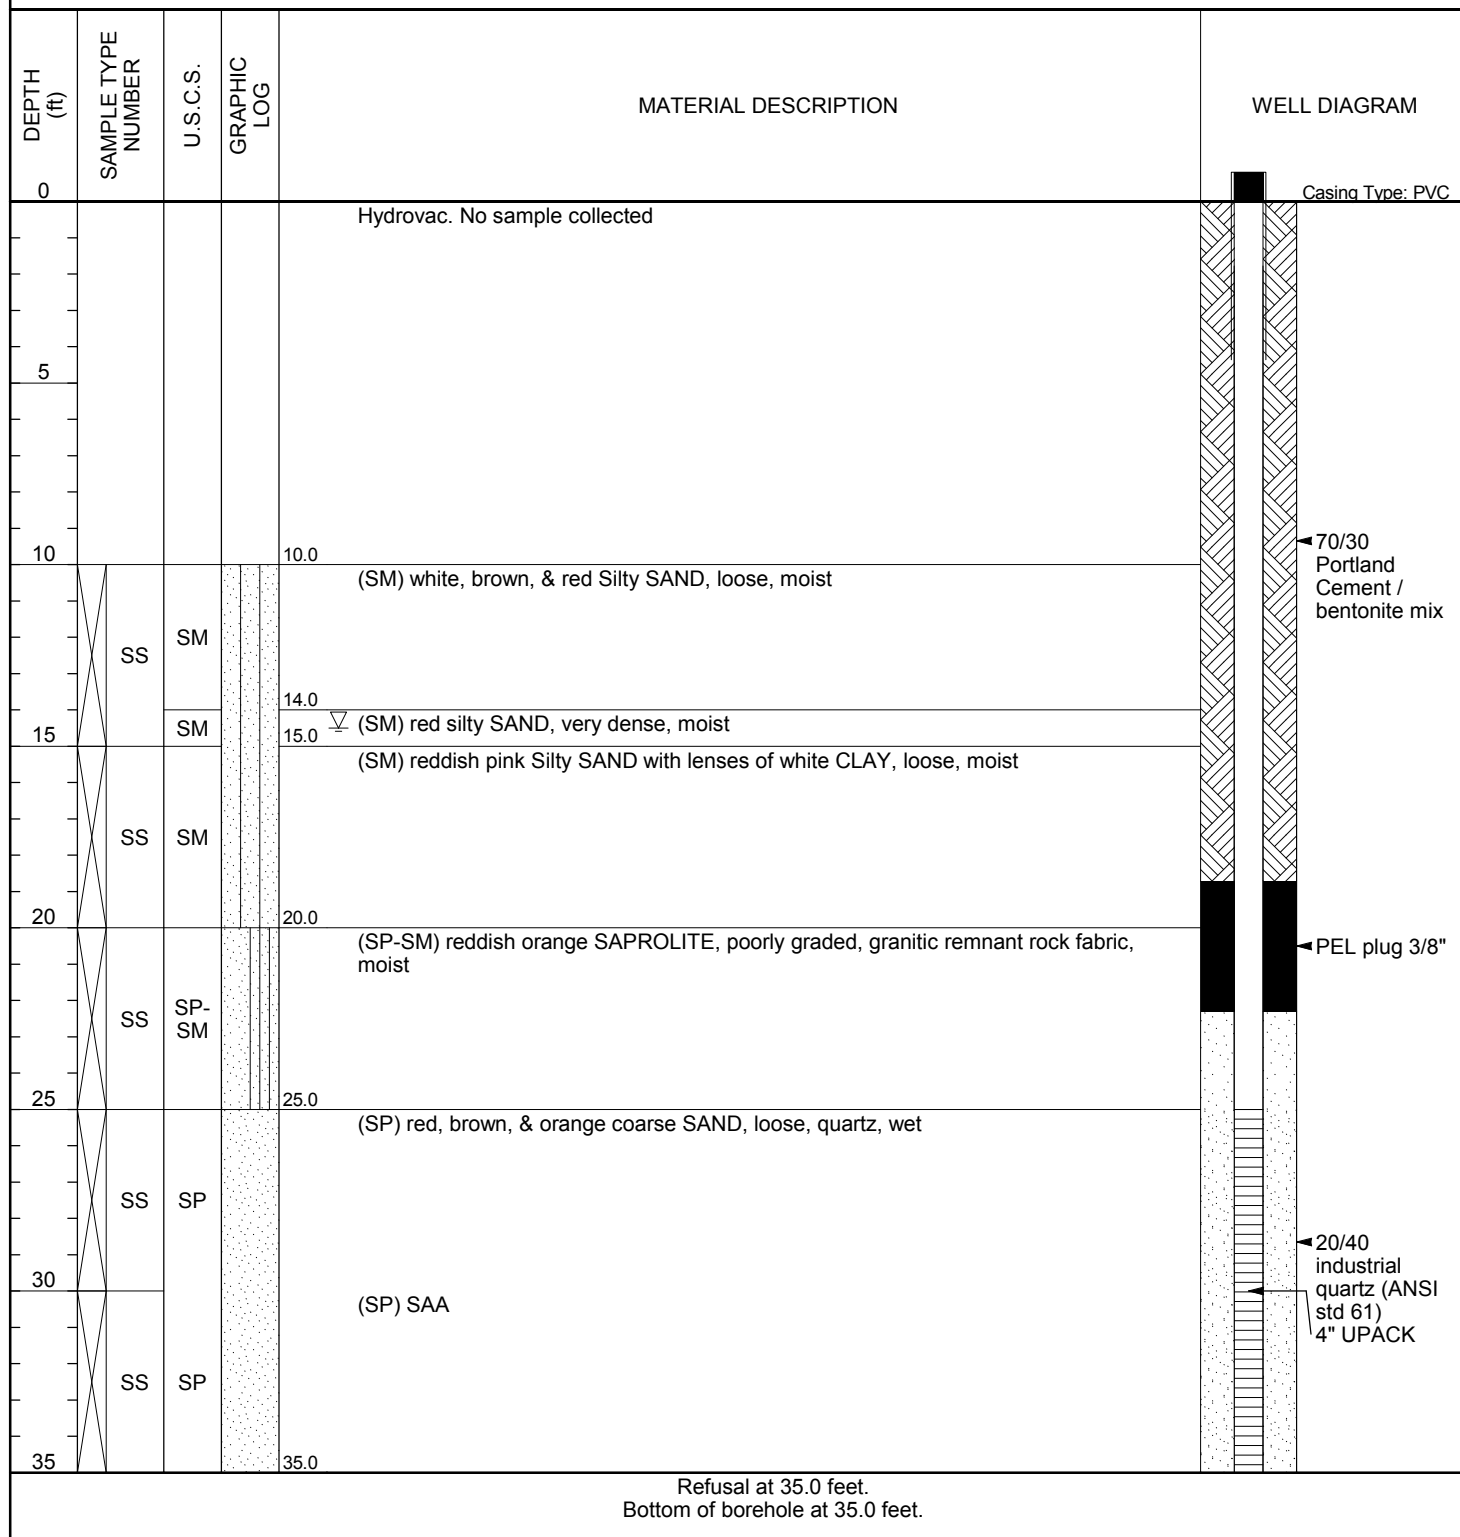 DEPTH
(ft)
SAMPLE TYPE
NUMBER
U.S.C.S.
GRAPHIC
LOG
MATERIAL DESCRIPTION
WELL DIAGRAM
0
Casing Type: PVC
Hydrovac. No sample collected
5
10
10.0
70/30
Portland
Cement /
bentonite mix
(SM) white, brown, & red Silty SAND, loose, moist
SS
SM
14.0
(SM) red silty SAND, very dense, moist
SM
15
15.0
(SM) reddish pink Silty SAND with lenses of white CLAY, loose, moist
SS
SM
20
20.0
(SP-SM) reddish orange SAPROLITE, poorly graded, granitic remnant rock fabric,
moist
PEL plug 3/8"
SS
SP-
SM
25
25.0
(SP) red, brown, & orange coarse SAND, loose, quartz, wet
SS
SP
20/40
industrial
quartz (ANSI
std 61)
4" UPACK
30
(SP) SAA
SS
SP
35
35.0
Refusal at 35.0 feet.
Bottom of borehole at 35.0 feet.